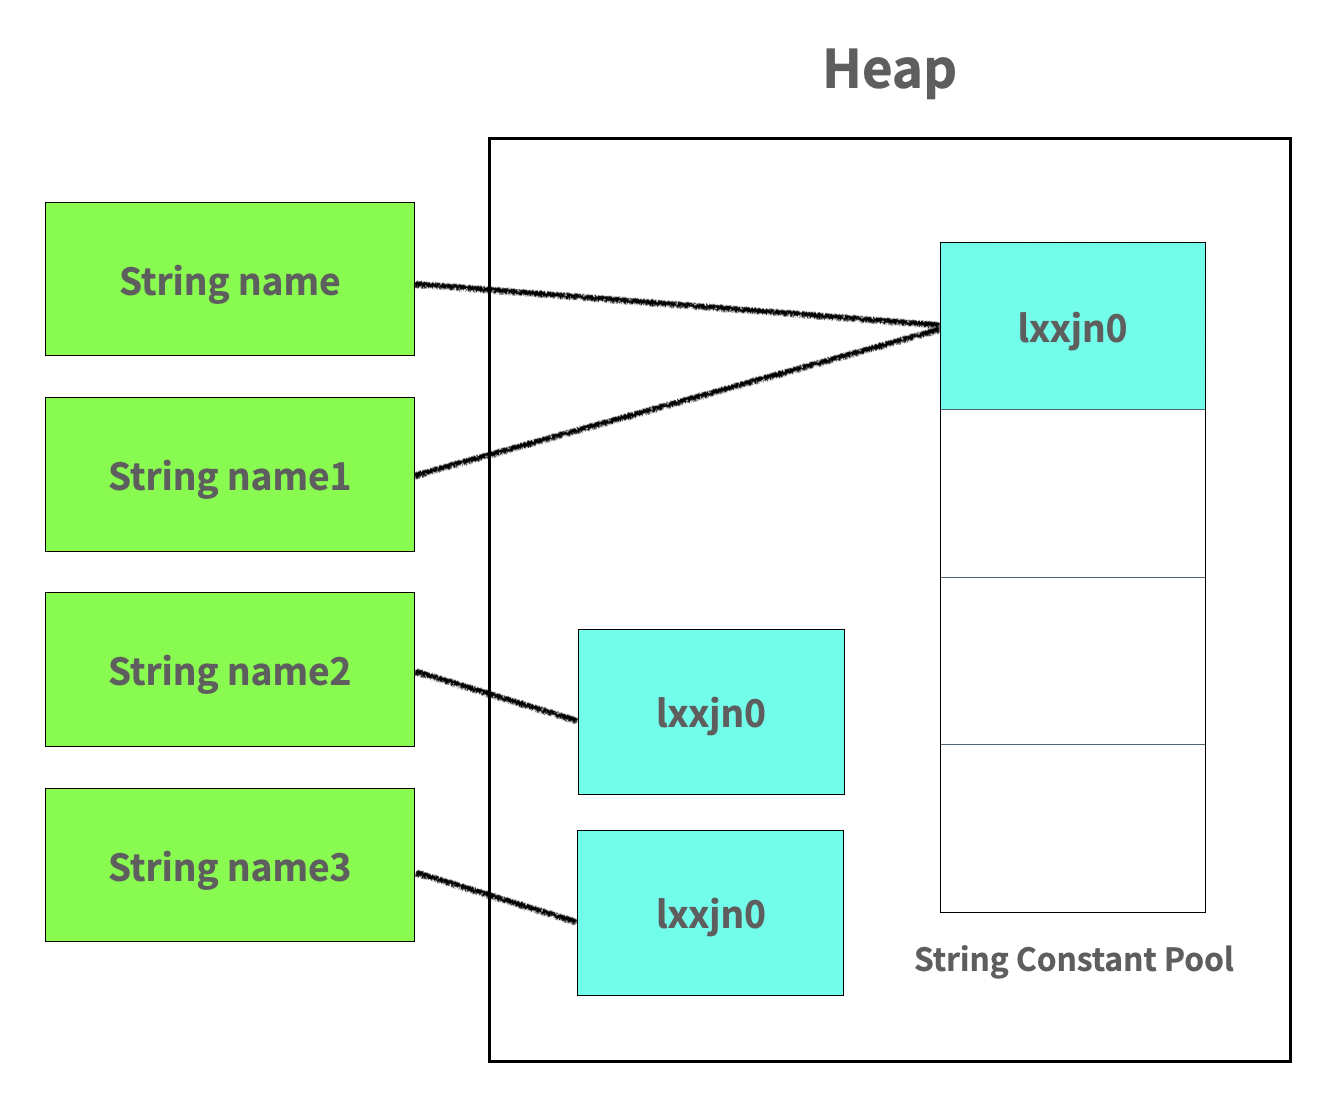 Heap
String name
lxxjn0
String name1
String name2
lxxjn0
String name3
lxxjn0
String Constant Pool